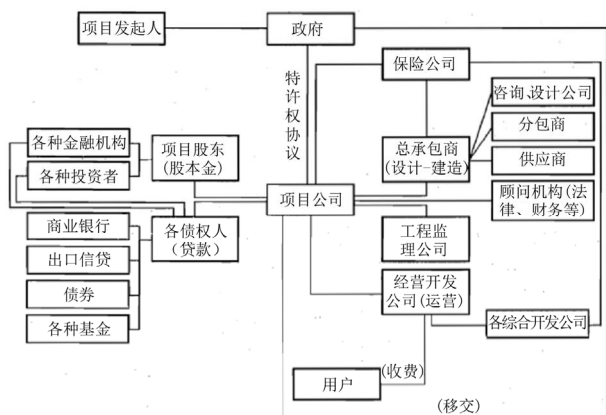 项目发起人
政府
保险公司
特许权协议
咨询、设计公司
分包商
供应商
各种金融机构
各种投资者
项目股东
(股本金)
总承包商
(设计-建造)
项目公司
顾问机构(法
律、财务等)
商业银行
出口信贷
债券
各种基金
各债权人
(贷款)
工程监
理公司
经营开发
公司(运营)
各综合开发公司
用户
(收费)
(移交)